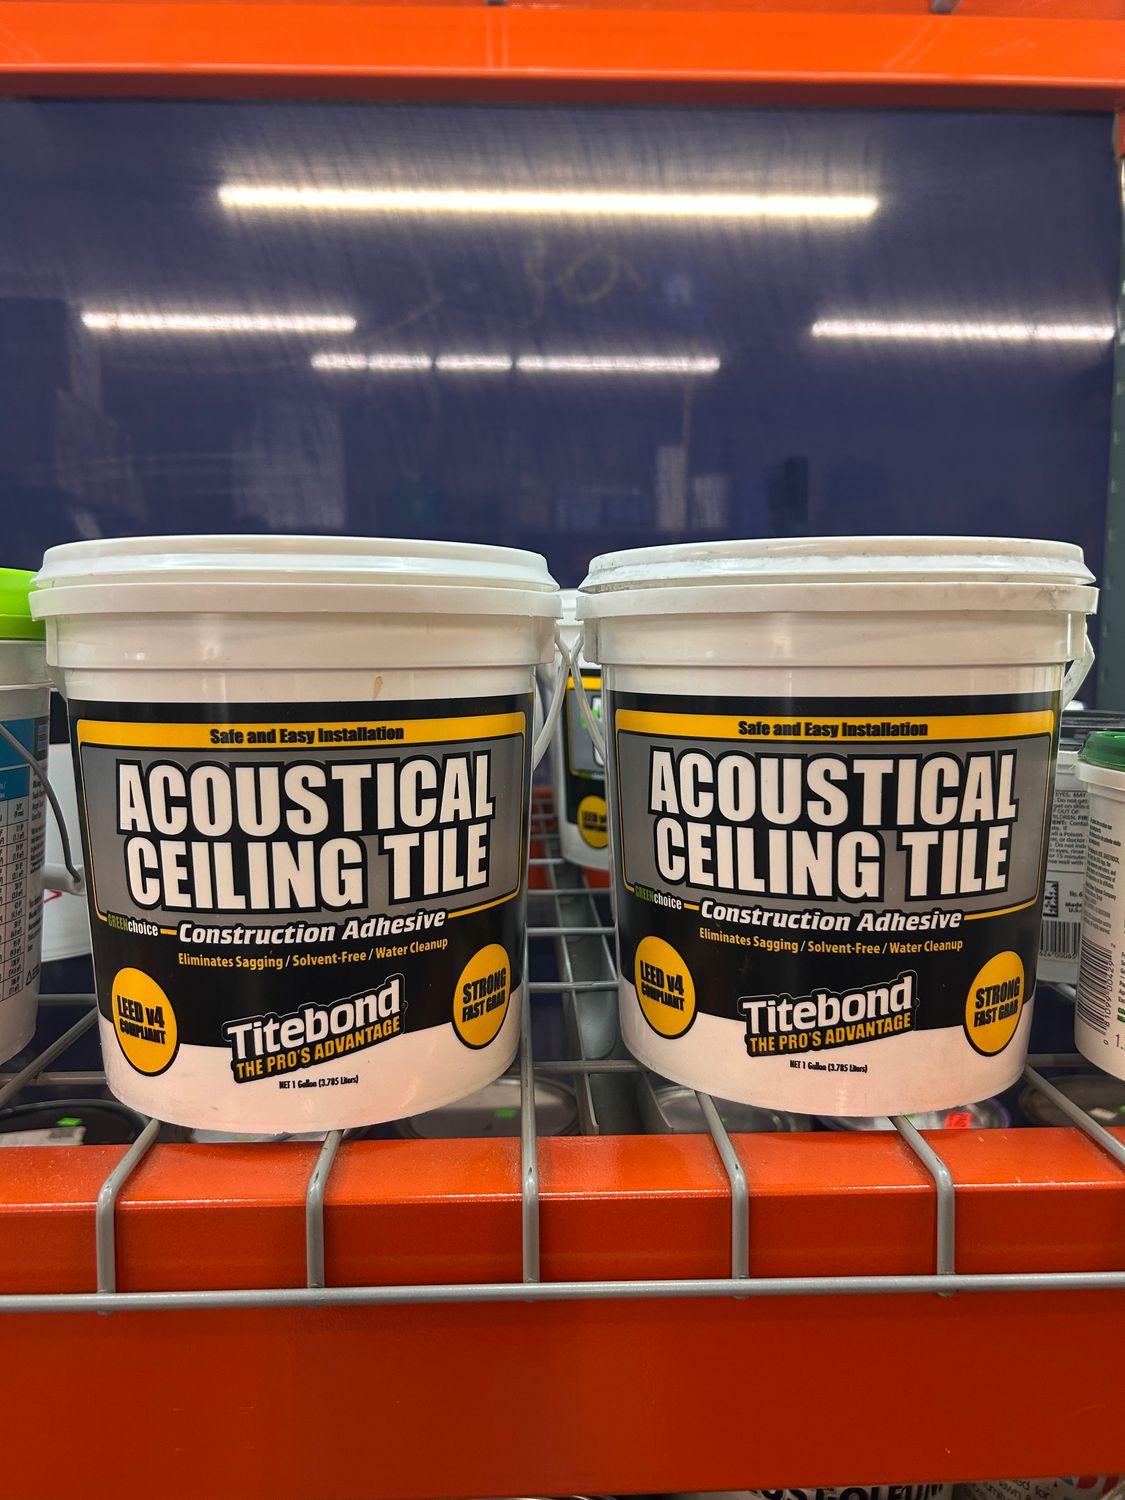 Safe and Easy Installation
ACOUSTICAL
CEILING TILE
GREENchoice
Construction Adhesive
Eliminates Sagging / Solvent-Free / Water Cleanup
LEED v4
COMPLIANT
STRONG
FAST GRAB
Titebond
THE PRO'S ADVANTAGE
NET 1 Gallon (3.785 Liters)
Safe and Easy Installation
ACOUSTICAL
CEILING TILE
GREENchoice
Construction Adhesive
Eliminates Sagging / Solvent-Free / Water Cleanup
LEED v4
COMPLIANT
STRONG
FAST GRAB
Titebond
THE PRO'S ADVANTAGE
NET 1 Gallon (3.785 Liters)